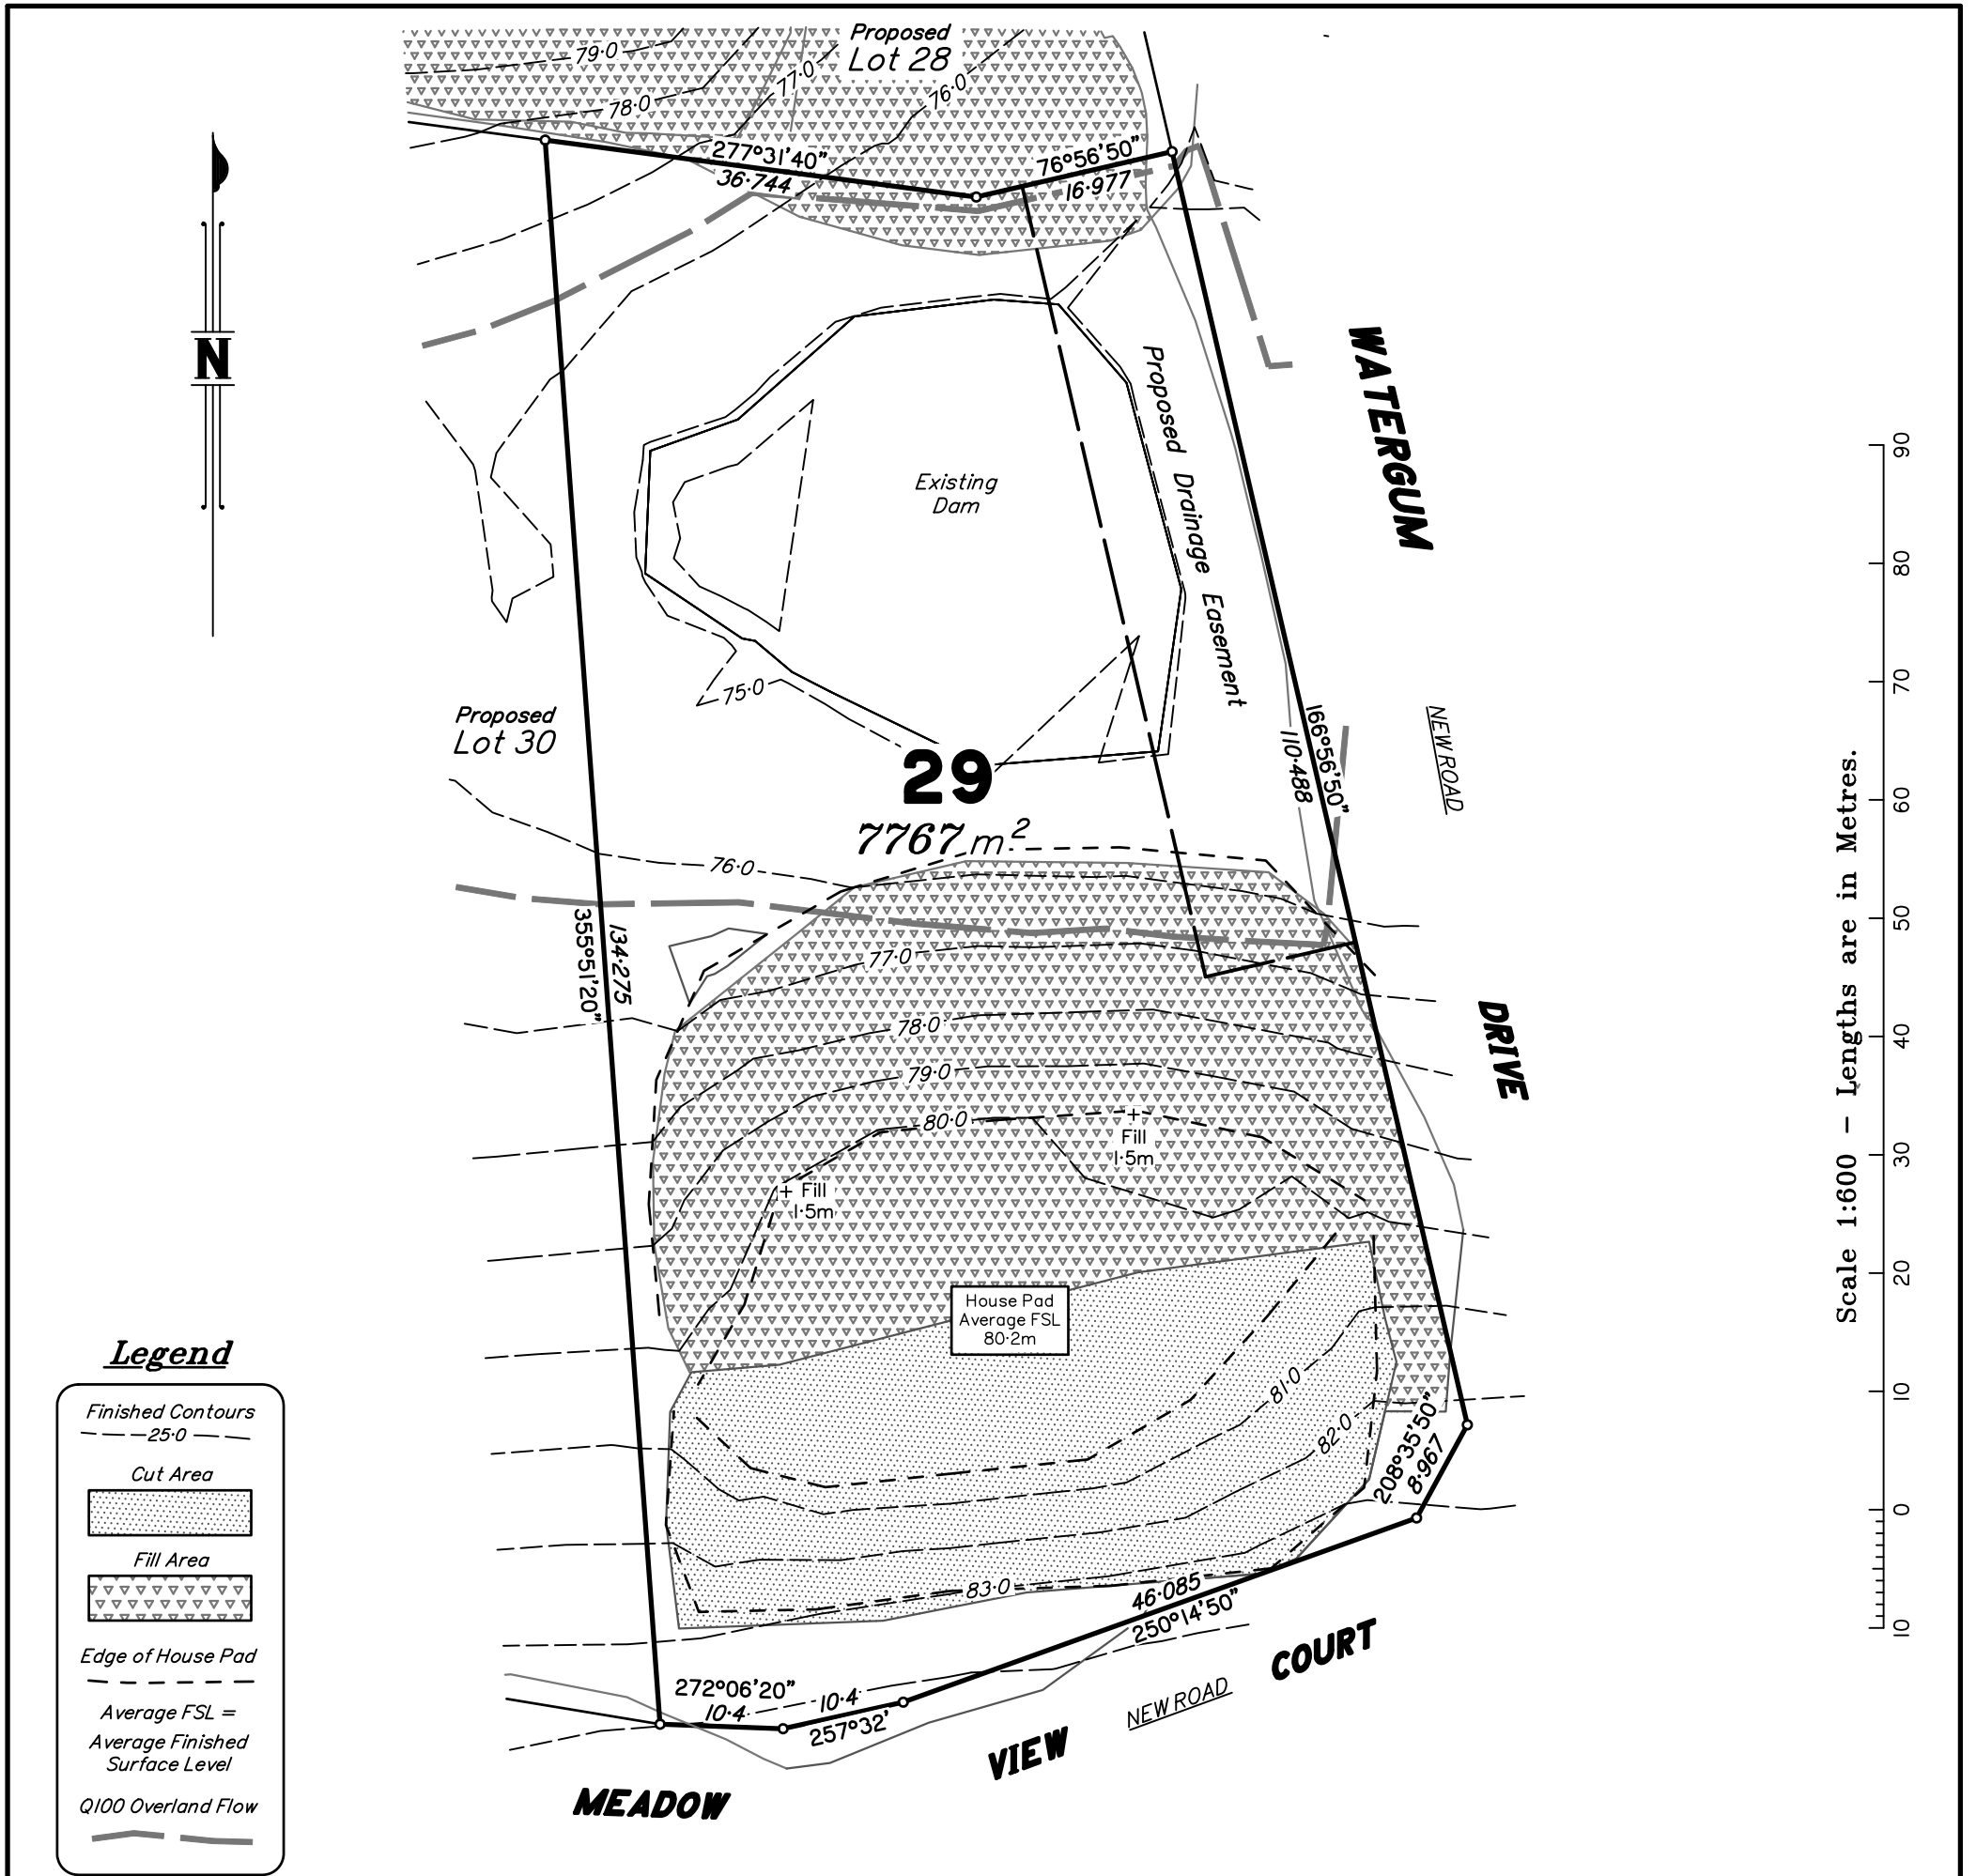 Proposed
Lot 28
79·0
78·0
77·0
76·0
277°31'40"
36·744
76°56'50"
16·977
N
WATERGUM
DRIVE
NEW ROAD
Proposed Drainage Easement
Existing
Dam
75·0
Proposed
Lot 30
29
7767 m²
166°56'50"
110·488
76·0
355°51'20"
134·275
77·0
78·0
79·0
80·0
+
Fill
1·5m
+ Fill
1·5m
House Pad
Average FSL
80·2m
81·0
82·0
83·0
208°35'50"
8·967
46·085
250°14'50"
272°06'20"
10·4
10·4
257°32'
MEADOW
VIEW
COURT
NEW ROAD
Legend
Finished Contours
25·0
Cut Area
Fill Area
Edge of House Pad
Average FSL =
Average Finished
Surface Level
Q100 Overland Flow
Scale 1:600 – Lengths are in Metres.
10 0 10 20 30 40 50 60 70 80 90